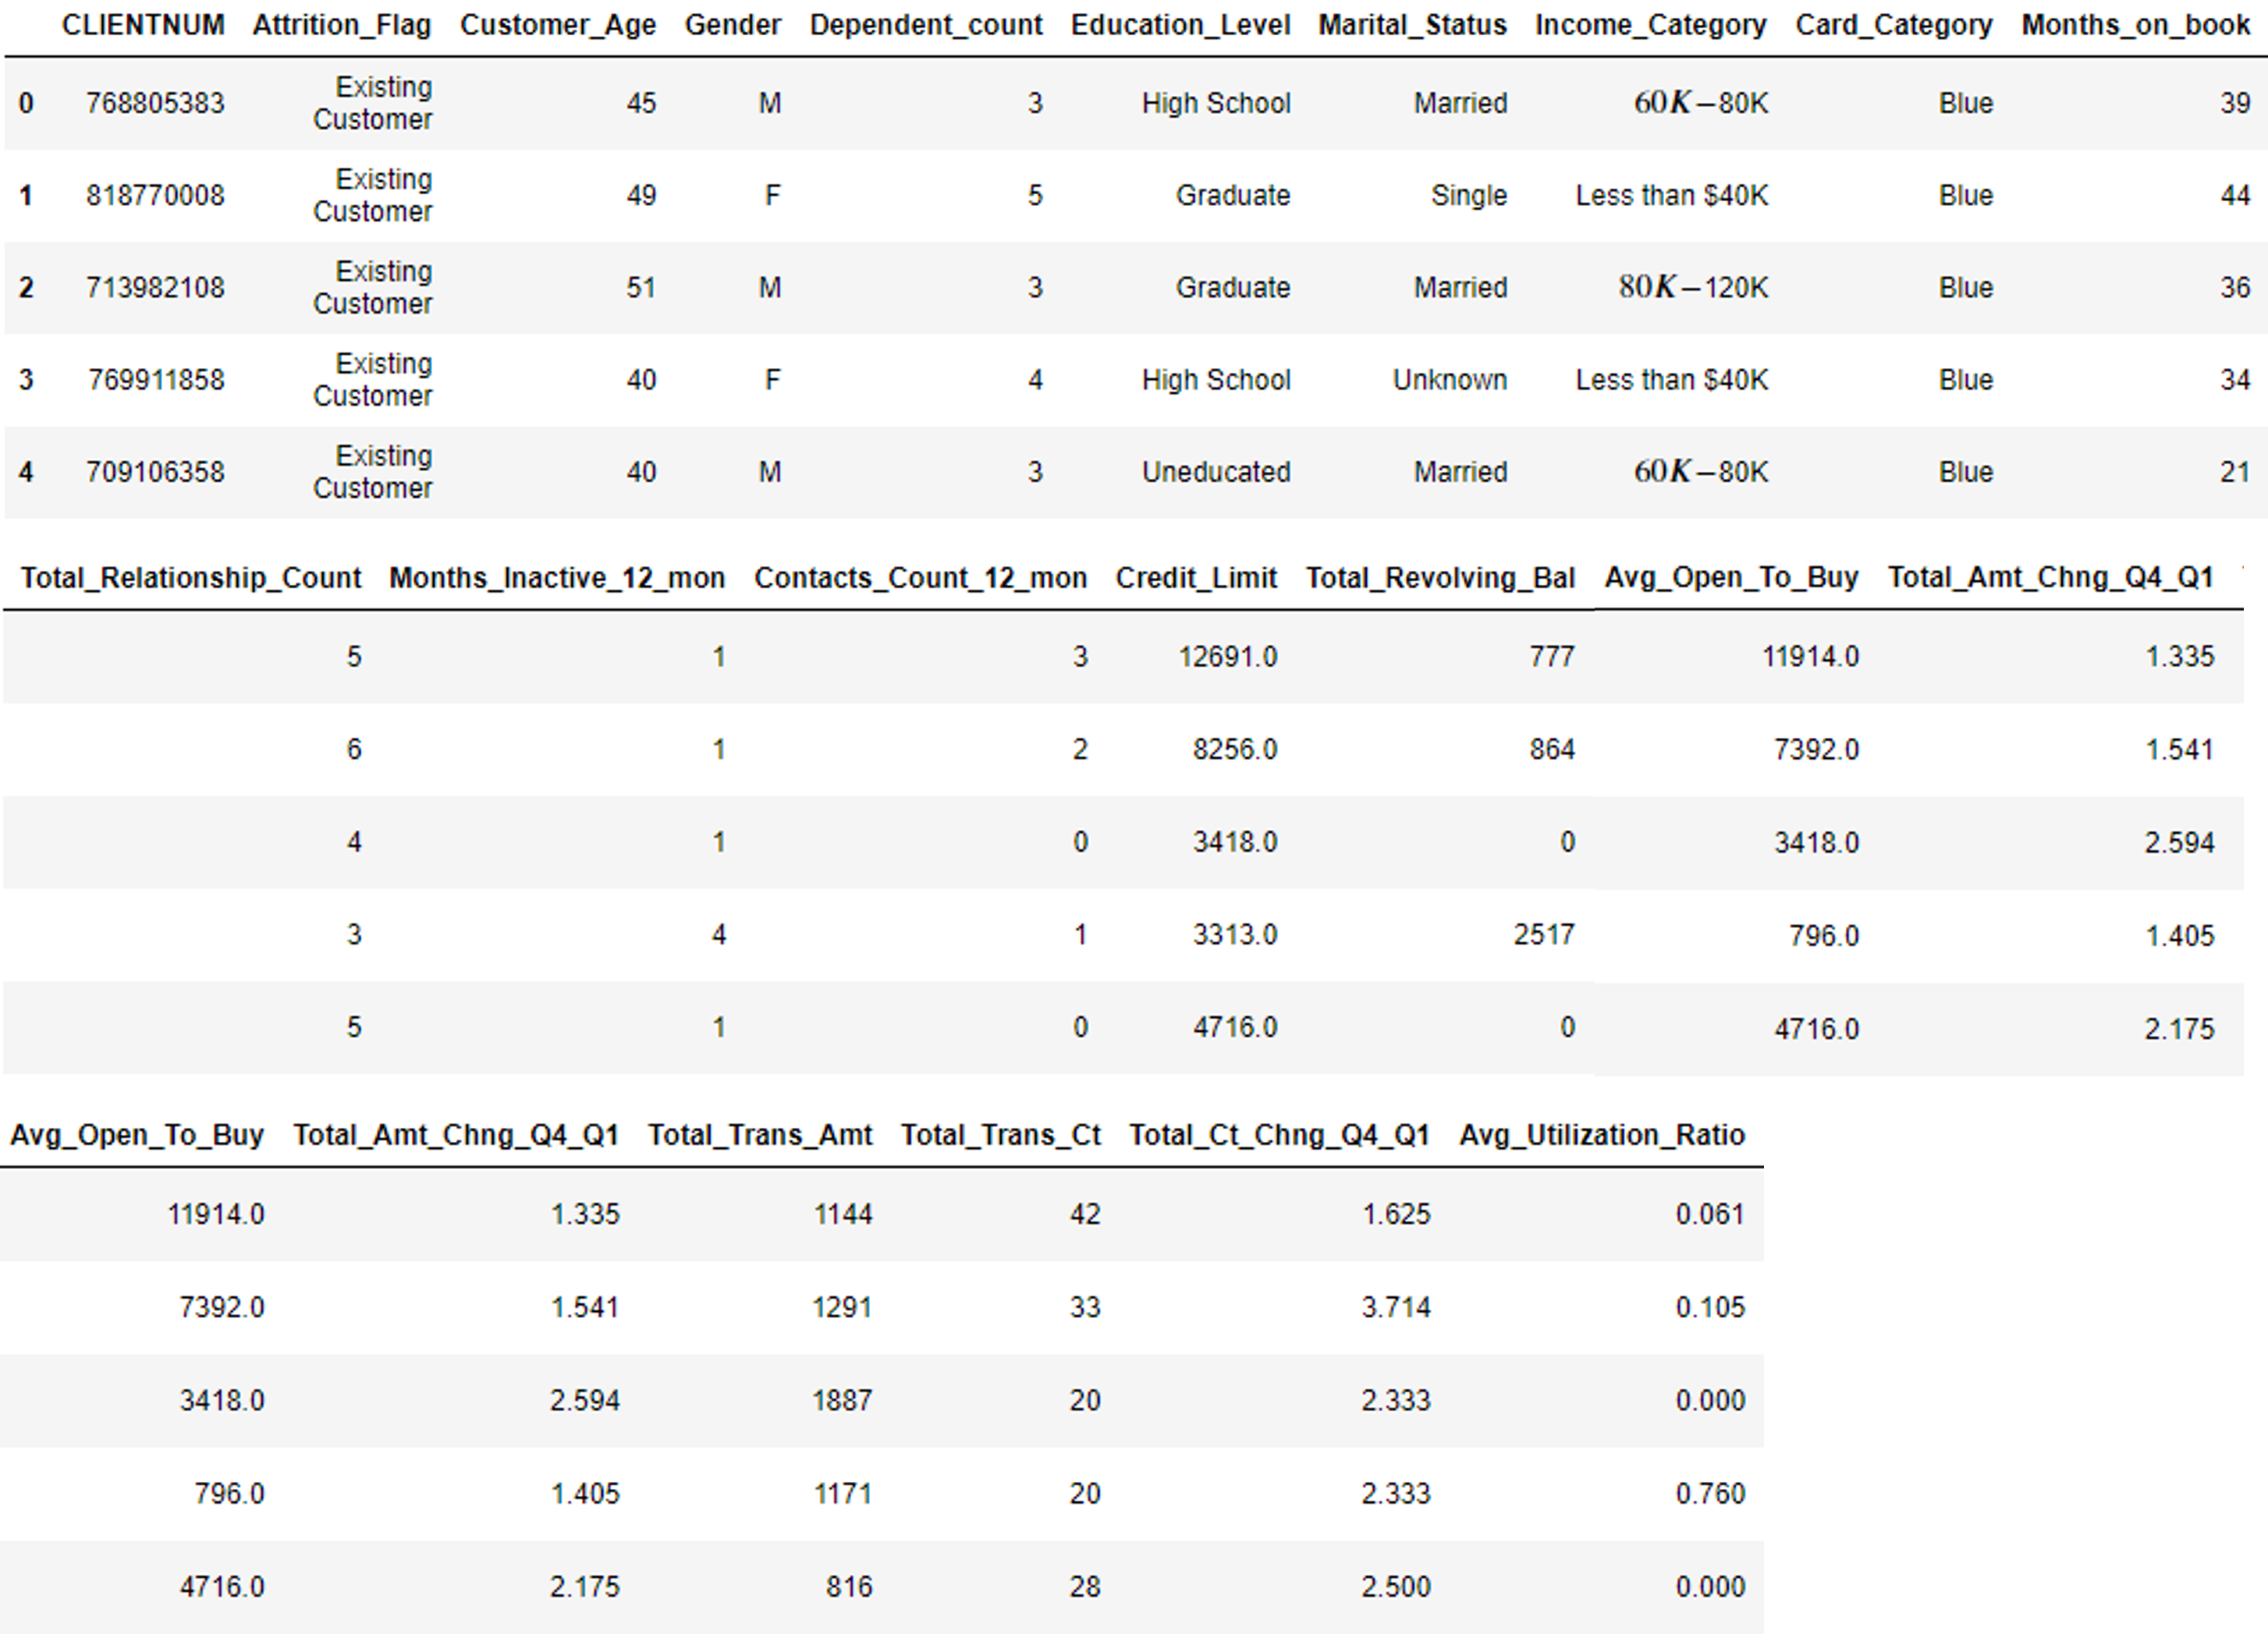 CLIENTNUM Attrition_Flag Customer_Age Gender Dependent_count Education_Level Marital_Status Income_Category Card_Category Months_on_book
0 768805383 Existing Customer 45 M 3 High School Married 60K−80K Blue 39
1 818770008 Existing Customer 49 F 5 Graduate Single Less than $40K Blue 44
2 713982108 Existing Customer 51 M 3 Graduate Married 80K−120K Blue 36
3 769911858 Existing Customer 40 F 4 High School Unknown Less than $40K Blue 34
4 709106358 Existing Customer 40 M 3 Uneducated Married 60K−80K Blue 21
Total_Relationship_Count Months_Inactive_12_mon Contacts_Count_12_mon Credit_Limit Total_Revolving_Bal Avg_Open_To_Buy Total_Amt_Chng_Q4_Q1
5 1 3 12691.0 777 11914.0 1.335
6 1 2 8256.0 864 7392.0 1.541
4 1 0 3418.0 0 3418.0 2.594
3 4 1 3313.0 2517 796.0 1.405
5 1 0 4716.0 0 4716.0 2.175
Avg_Open_To_Buy Total_Amt_Chng_Q4_Q1 Total_Trans_Amt Total_Trans_Ct Total_Ct_Chng_Q4_Q1 Avg_Utilization_Ratio
11914.0 1.335 1144 42 1.625 0.061
7392.0 1.541 1291 33 3.714 0.105
3418.0 2.594 1887 20 2.333 0.000
796.0 1.405 1171 20 2.333 0.760
4716.0 2.175 816 28 2.500 0.000